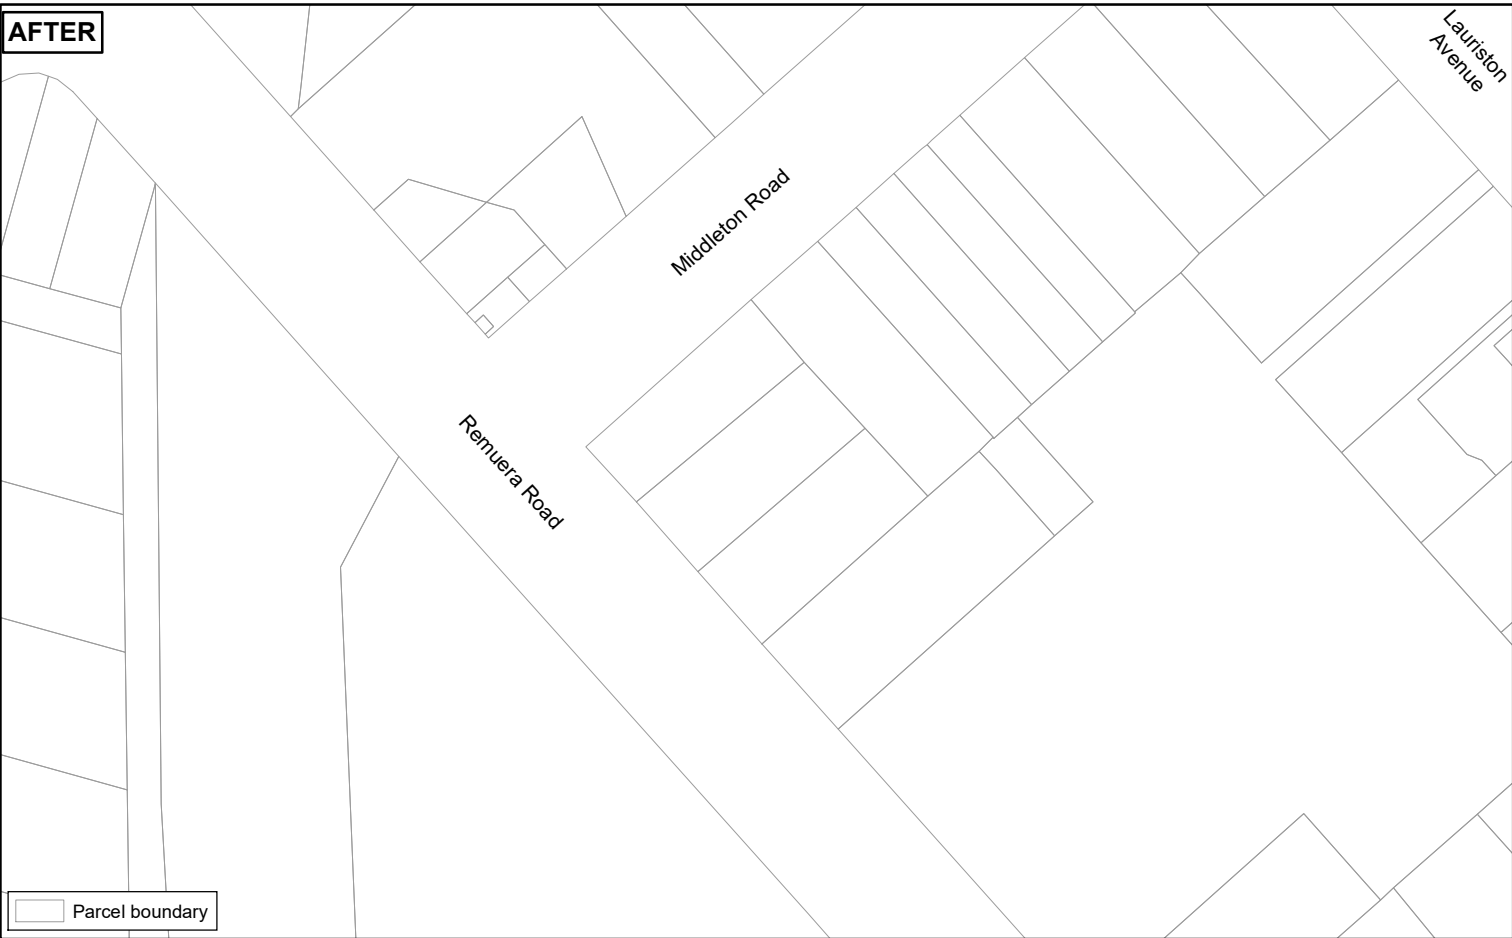 AFTER
Lauriston
Avenue
Middleton Road
Remuera Road
Parcel boundary